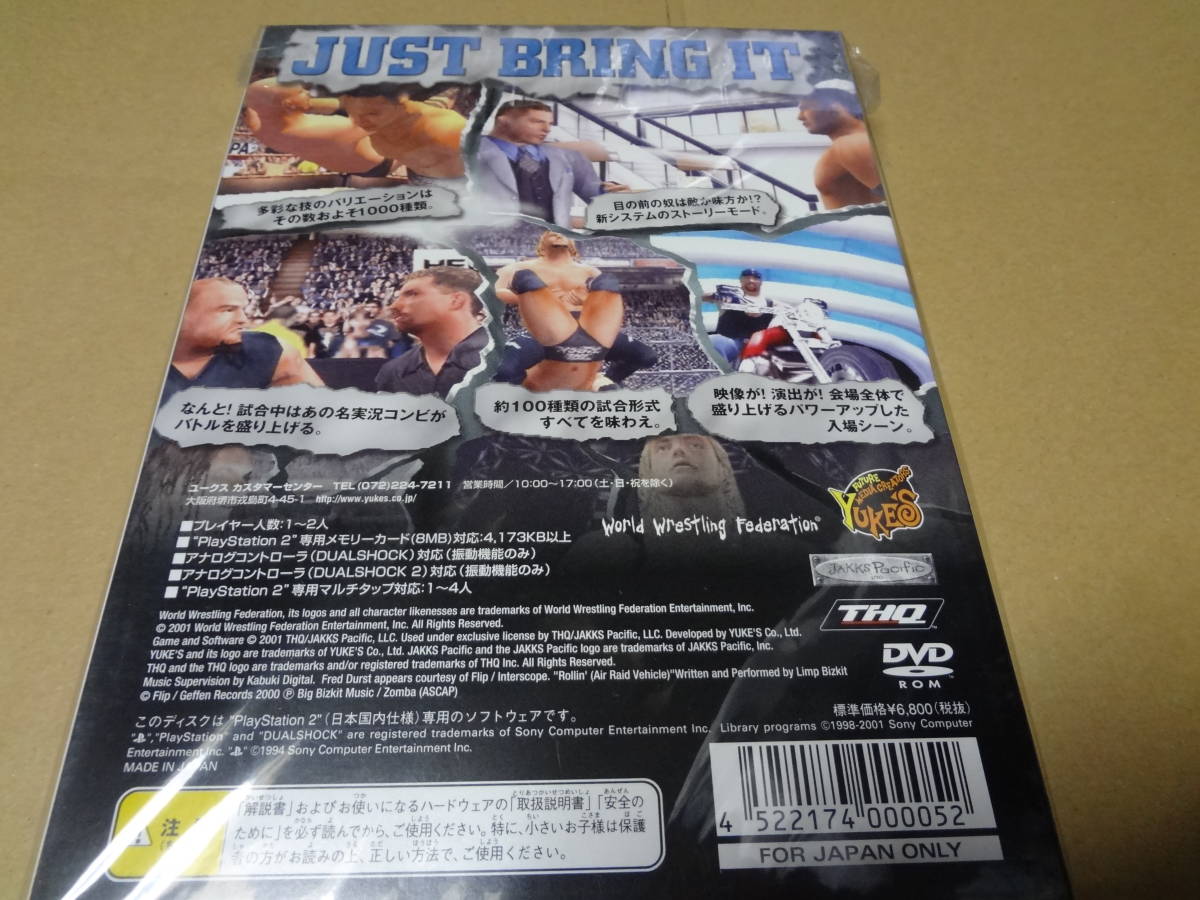 JUST BRING IT
多彩な技のバリエーションは
その数およそ1000種類。
目の前の奴は敵か味方か!?
新システムのストーリーモード。
なんと! 試合中はあの名実況コンビが
バトルを盛り上げる。
約100種類の試合形式
すべてを味わえ。
映像が! 演出が! 会場全体で
盛り上げるパワーアップした
入場シーン。
ユークス カスタマーセンター TEL (072)224-7211 営業時間/10:00~17:00(土・日・祝を除く)
大阪府堺市戎島町4-45-1 http://www.yukes.co.jp/
World Wrestling Federation®
FUTURE MEDIA CREATORS
YUKE'S
■プレイヤー人数:1~2人
■"PlayStation 2"専用メモリーカード(8MB)対応:4,173KB以上
■アナログコントローラ(DUALSHOCK)対応(振動機能のみ)
■アナログコントローラ(DUALSHOCK 2)対応(振動機能のみ)
■"PlayStation 2"専用マルチタップ対応:1~4人
JAKKS Pacific
THQ
World Wrestling Federation, its logos and all character likenesses are trademarks of World Wrestling Federation Entertainment, Inc.
© 2001 World Wrestling Federation Entertainment, Inc. All Rights Reserved.
Game and Software © 2001 THQ/JAKKS Pacific, LLC. Used under exclusive license by THQ/JAKKS Pacific, LLC. Developed by YUKE'S Co., Ltd.
YUKE'S and its logo are trademarks of YUKE'S Co., Ltd. JAKKS Pacific and the JAKKS Pacific logo are trademarks of JAKKS Pacific, Inc.
THQ and the THQ logo are trademarks and/or registered trademarks of THQ Inc. All Rights Reserved.
Music Supervision by Kabuki Digital. Fred Durst appears courtesy of Flip / Interscope. "Rollin' (Air Raid Vehicle)"Written and Performed by Limp Bizkit
© Flip / Geffen Records 2000 ℗ Big Bizkit Music / Zomba (ASCAP)
DVD
ROM
標準価格¥6,800(税抜)
このディスクは "PlayStation 2"(日本国内仕様)専用のソフトウェアです。
" ","PlayStation" and "DUALSHOCK" are registered trademarks of Sony Computer Entertainment Inc. Library programs ©1998-2001 Sony Computer
Entertainment Inc. " " ©1994 Sony Computer Entertainment Inc.
MADE IN JAPAN
注
「解説書」およびお使いになるハードウェアの「取扱説明書」「安全の
ために」を必ず読んでから、ご使用ください。特に、小さいお子様は保護
者の方がお読みの上、正しい方法で、ご使用ください。
4 522174 000052
FOR JAPAN ONLY